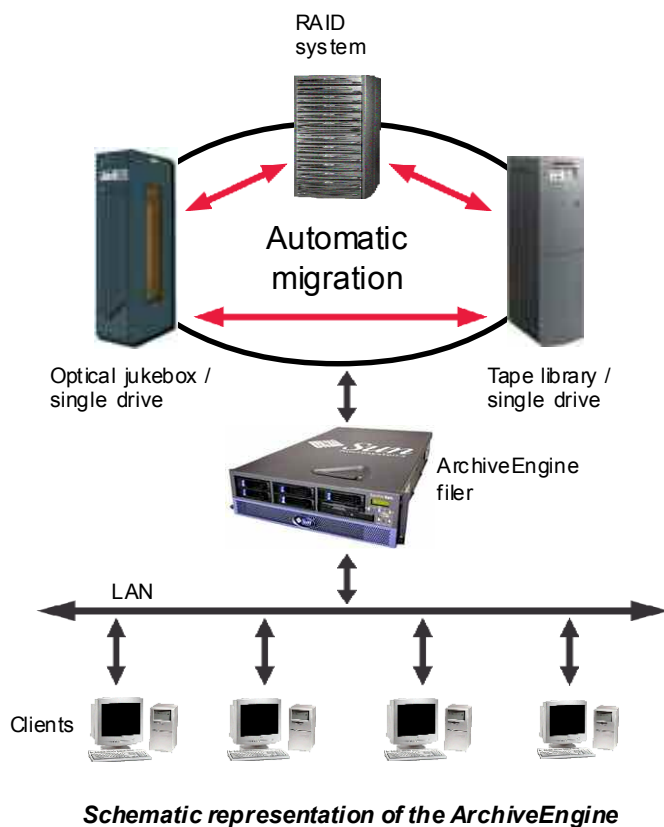 RAID
system
Automatic
migration
Optical jukebox /
single drive
Tape library /
single drive
Sun
ArchiveEngine
filer
LAN
Clients
Schematic representation of the ArchiveEngine